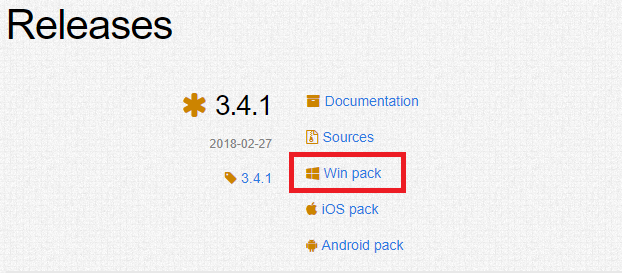 Releases
3.4.1
2018-02-27
3.4.1
Documentation
Sources
Win pack
iOS pack
Android pack